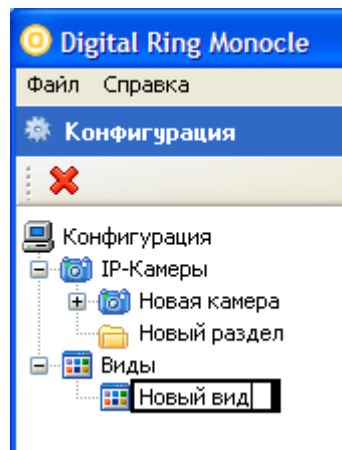 Digital Ring Monocle
Файл Справка
Конфигурация
Конфигурация
IP-Камеры
Новая камера
Новый раздел
Виды
Новый вид